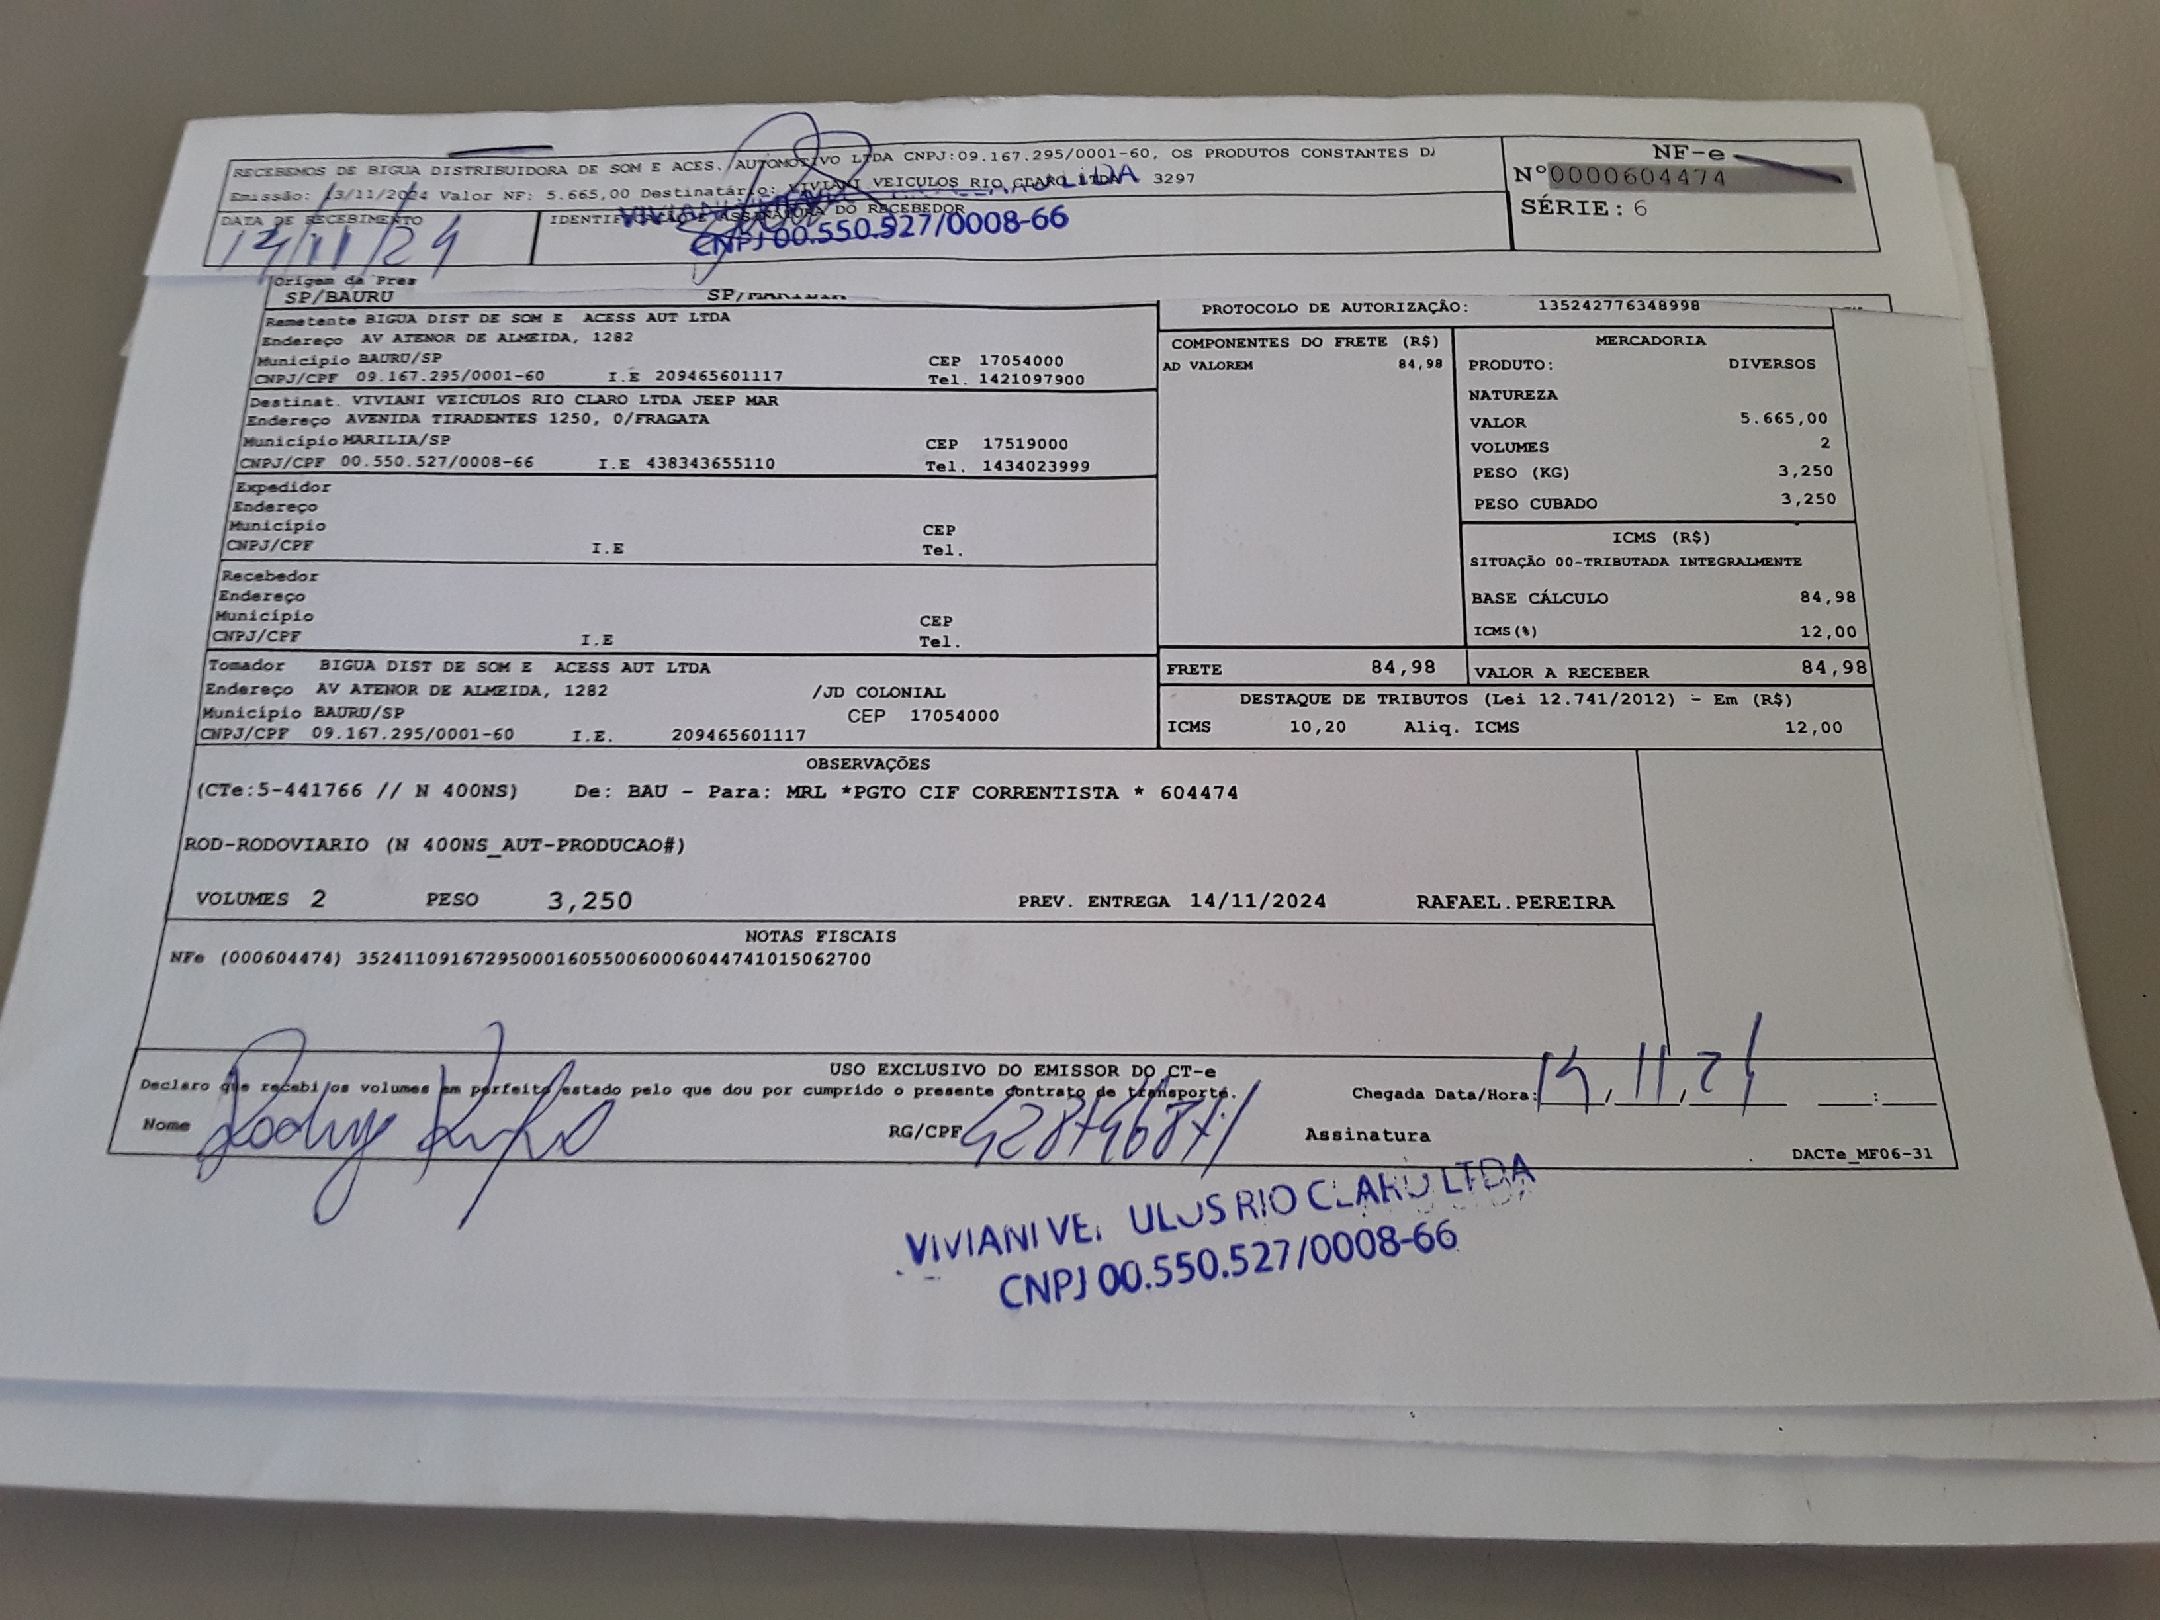 RECEBEMOS DE BIGUA DISTRIBUIDORA DE SOM E ACES. AUTOMOTIVO LTDA CNPJ:09.167.295/0001-60, OS PRODUTOS CONSTANTES
Emissão: 13/11/2024 Valor NF: 5.665,00 Destinatário: VIVIANI VEICULOS RIO CLARO LTDA 3297
DATA DE RECEBIMENTO
14/11/24
IDENTIFICAÇÃO E ASSINATURA DO RECEBEDOR
CNPJ 00.550.527/0008-66
NF-e
Nº0000604474
SÉRIE: 6
Origem da Pres
SP/BAURU SP/MARILIA
Remetente BIGUA DIST DE SOM E ACESS AUT LTDA
Endereço AV ATENOR DE ALMEIDA, 1282
Município BAURU/SP CEP 17054000
CNPJ/CPF 09.167.295/0001-60 I.E 209465601117 Tel. 1421097900
Destinat. VIVIANI VEICULOS RIO CLARO LTDA JEEP MAR
Endereço AVENIDA TIRADENTES 1250, 0/FRAGATA
Município MARILIA/SP CEP 17519000
CNPJ/CPF 00.550.527/0008-66 I.E 438343655110 Tel. 1434023999
Expedidor
Endereço
Município CEP
CNPJ/CPF I.E Tel.
Recebedor
Endereço
Município CEP
CNPJ/CPF I.E Tel.
Tomador BIGUA DIST DE SOM E ACESS AUT LTDA
Endereço AV ATENOR DE ALMEIDA, 1282 /JD COLONIAL
Município BAURU/SP CEP 17054000
CNPJ/CPF 09.167.295/0001-60 I.E. 209465601117
PROTOCOLO DE AUTORIZAÇÃO: 135242776348998
COMPONENTES DO FRETE (R$)
AD VALOREM 84,98
MERCADORIA
PRODUTO: DIVERSOS
NATUREZA
VALOR 5.665,00
VOLUMES 2
PESO (KG) 3,250
PESO CUBADO 3,250
ICMS (R$)
SITUAÇÃO 00-TRIBUTADA INTEGRALMENTE
BASE CÁLCULO 84,98
ICMS(%) 12,00
FRETE 84,98 VALOR A RECEBER 84,98
DESTAQUE DE TRIBUTOS (Lei 12.741/2012) - Em (R$)
ICMS 10,20 Aliq. ICMS 12,00
OBSERVAÇÕES
(CTe:5-441766 // N 400NS) De: BAU - Para: MRL *PGTO CIF CORRENTISTA * 604474
ROD-RODOVIARIO (N 400NS_AUT-PRODUCAO#)
VOLUMES 2 PESO 3,250 PREV. ENTREGA 14/11/2024 RAFAEL.PEREIRA
NOTAS FISCAIS
NFe (000604474) 35241109167295000160550060006044741015062700
USO EXCLUSIVO DO EMISSOR DO CT-e
Declaro que recebi os volumes em perfeito estado pelo que dou por cumprido o presente contrato de transporte. Chegada Data/Hora: 14, 11, 24 :
Nome RG/CPF Assinatura
DACTe_MF06-31
VIVIANI VE ULOS RIO CLARO LTDA
CNPJ 00.550.527/0008-66